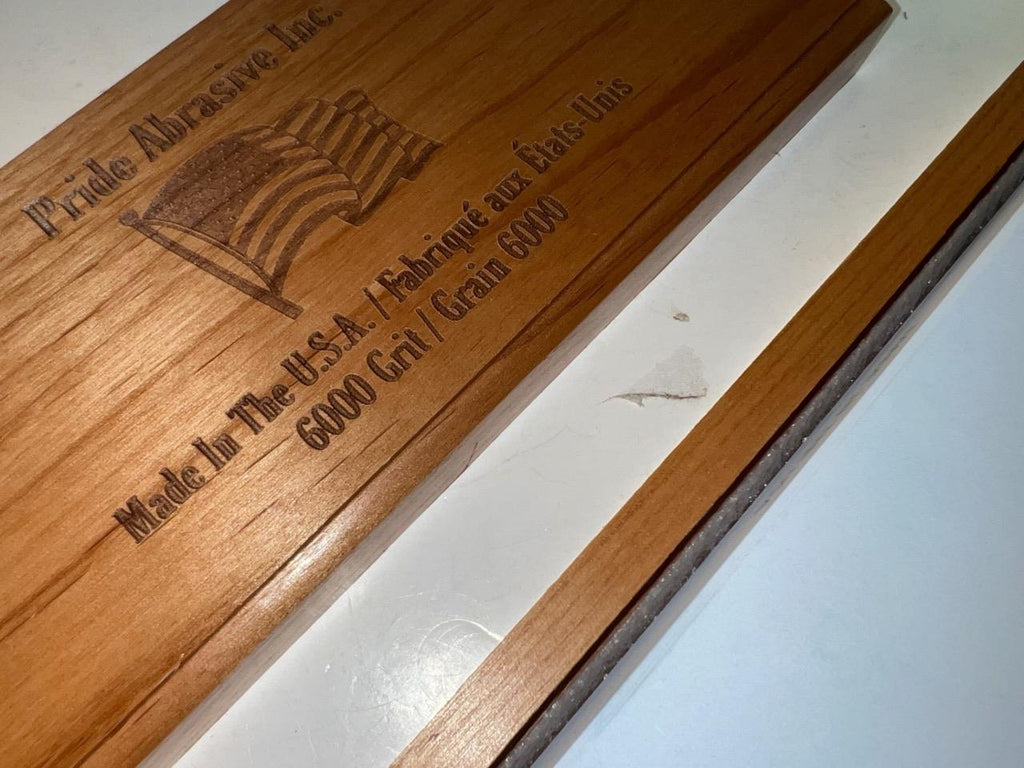 Pride Abrasive Inc.
Made In The U.S.A. / Fabriqué aux États-Unis
6000 Grit / Grain 6000